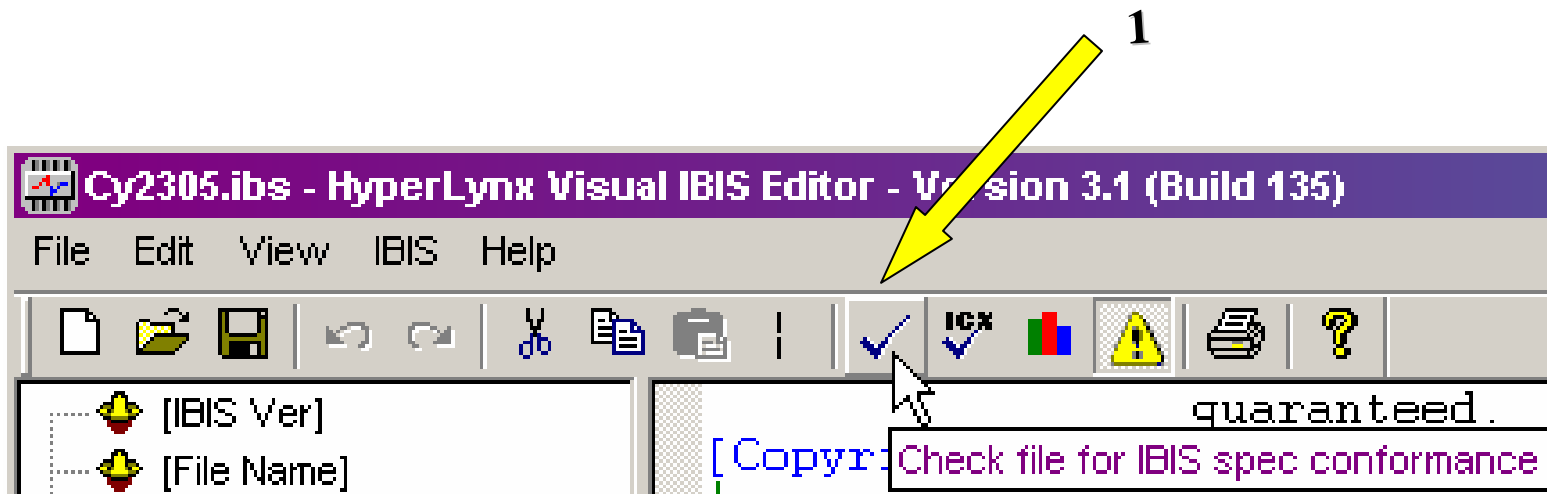 1
Cy2305.ibs - HyperLynx Visual IBIS Editor - Version 3.1 (Build 135)
File Edit View IBIS Help
ICX
?
[IBIS Ver]
[File Name]
quaranteed.
[Copyri
Check file for IBIS spec conformance